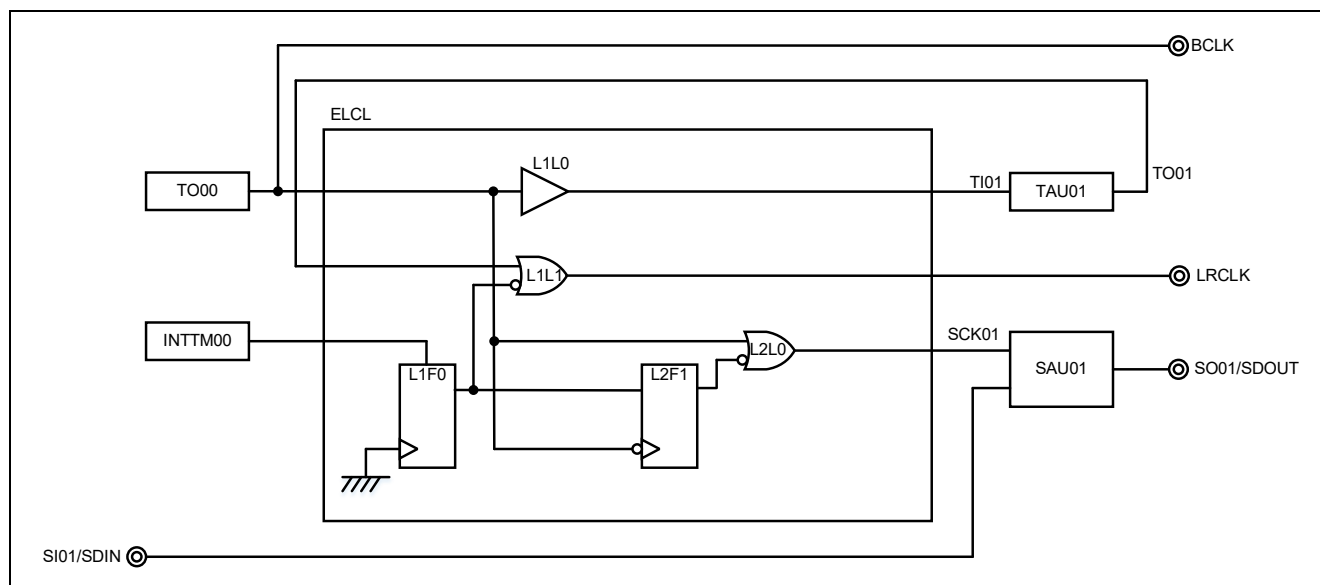 BCLK
ELCL
L1L0
TO00
TI01
TAU01
TO01
L1L1
LRCLK
INTTM00
L2L0
SCK01
L1F0
L2F1
SAU01
SO01/SDOUT
SI01/SDIN